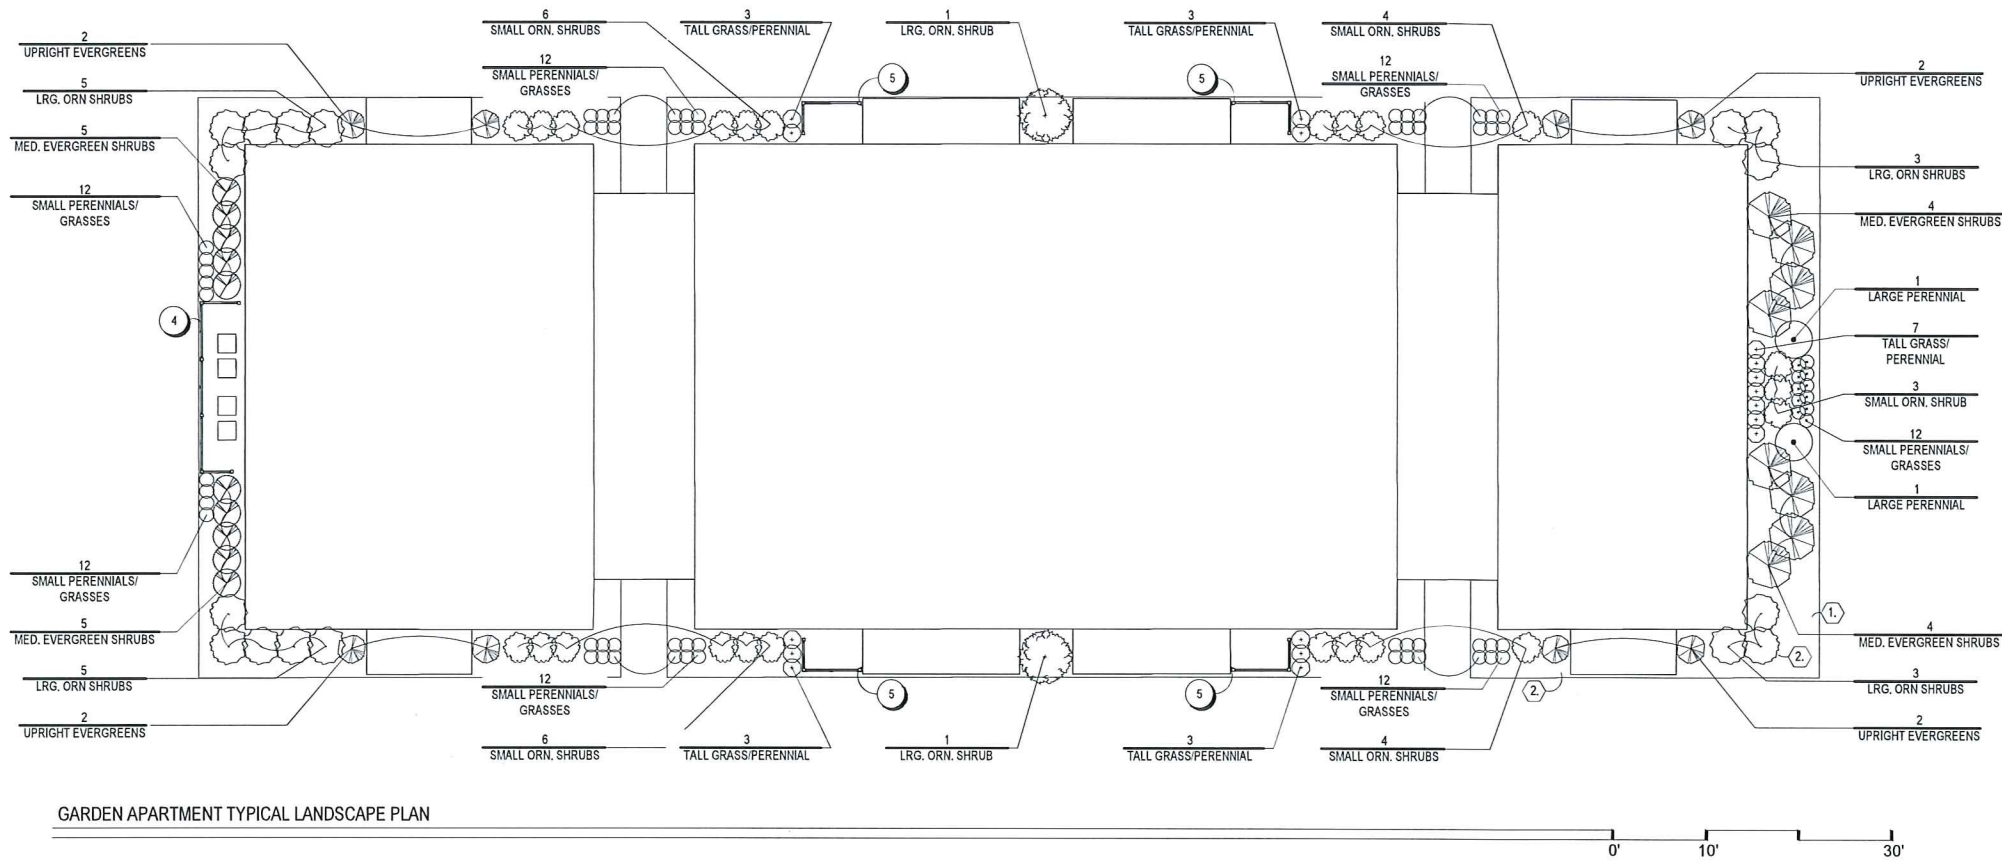 6
SMALL ORN. SHRUBS
3
TALL GRASS/PERENNIAL
1
LRG. ORN. SHRUB
3
TALL GRASS/PERENNIAL
4
SMALL ORN. SHRUBS
2
UPRIGHT EVERGREENS
12
SMALL PERENNIALS/
GRASSES
5
5
12
SMALL PERENNIALS/
GRASSES
2
UPRIGHT EVERGREENS
5
LRG. ORN SHRUBS
5
MED. EVERGREEN SHRUBS
12
SMALL PERENNIALS/
GRASSES
4
3
LRG. ORN SHRUBS
4
MED. EVERGREEN SHRUBS
1
LARGE PERENNIAL
7
TALL GRASS/
PERENNIAL
3
SMALL ORN. SHRUB
12
SMALL PERENNIALS/
GRASSES
1
LARGE PERENNIAL
12
SMALL PERENNIALS/
GRASSES
5
MED. EVERGREEN SHRUBS
1.
4
MED. EVERGREEN SHRUBS
2.
5
LRG. ORN SHRUBS
12
SMALL PERENNIALS/
GRASSES
5
5
12
SMALL PERENNIALS/
GRASSES
2.
3
LRG. ORN SHRUBS
2
UPRIGHT EVERGREENS
6
SMALL ORN. SHRUBS
3
TALL GRASS/PERENNIAL
1
LRG. ORN. SHRUB
3
TALL GRASS/PERENNIAL
4
SMALL ORN. SHRUBS
2
UPRIGHT EVERGREENS
GARDEN APARTMENT TYPICAL LANDSCAPE PLAN
0' 10' 30'